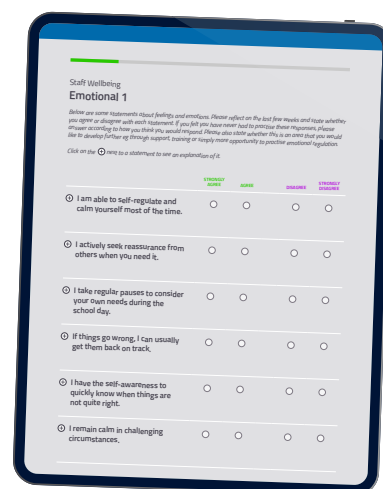 Staff Wellbeing
Emotional 1
Below are some statements about feelings and emotions. Please reflect on the last few weeks and state whether
you agree or disagree with each statement. If you felt you have never had to practise these responses, please
answer according to how you think you would respond. Please also state whether this is an area that you would
like to develop further eg through support, training or simply more opportunity to practise emotional regulation.
Click on the ⊕ next to a statement to see an explanation of it.
STRONGLY AGREE AGREE DISAGREE STRONGLY DISAGREE
I am able to self-regulate and
calm yourself most of the time.
I actively seek reassurance from
others when you need it.
I take regular pauses to consider
your own needs during the
school day.
If things go wrong, I can usually
get them back on track.
I have the self-awareness to
quickly know when things are
not quite right.
I remain calm in challenging
circumstances.